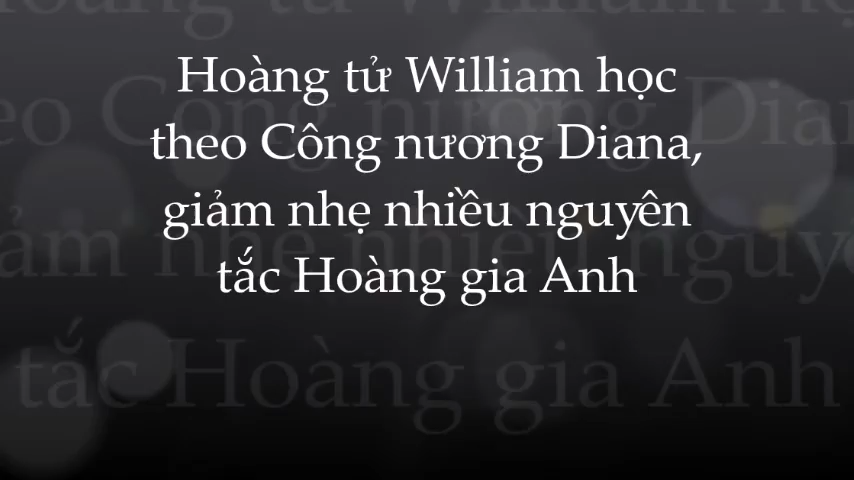 Hoàng tử William học
theo Công nương Diana,
giảm nhẹ nhiều nguyên
tắc Hoàng gia Anh